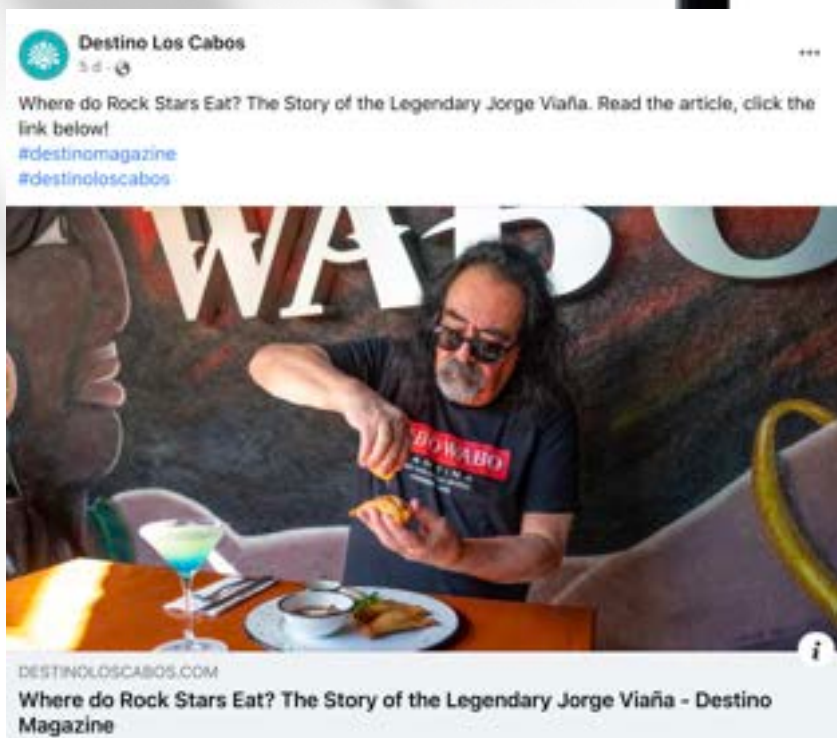 Destino Los Cabos
5 d ·
Where do Rock Stars Eat? The Story of the Legendary Jorge Viaña. Read the article, click the
link below!
#destinomagazine
#destinoloscabos
WABO
BOWABO
DESTINOLOSCABOS.COM
Where do Rock Stars Eat? The Story of the Legendary Jorge Viaña - Destino
Magazine